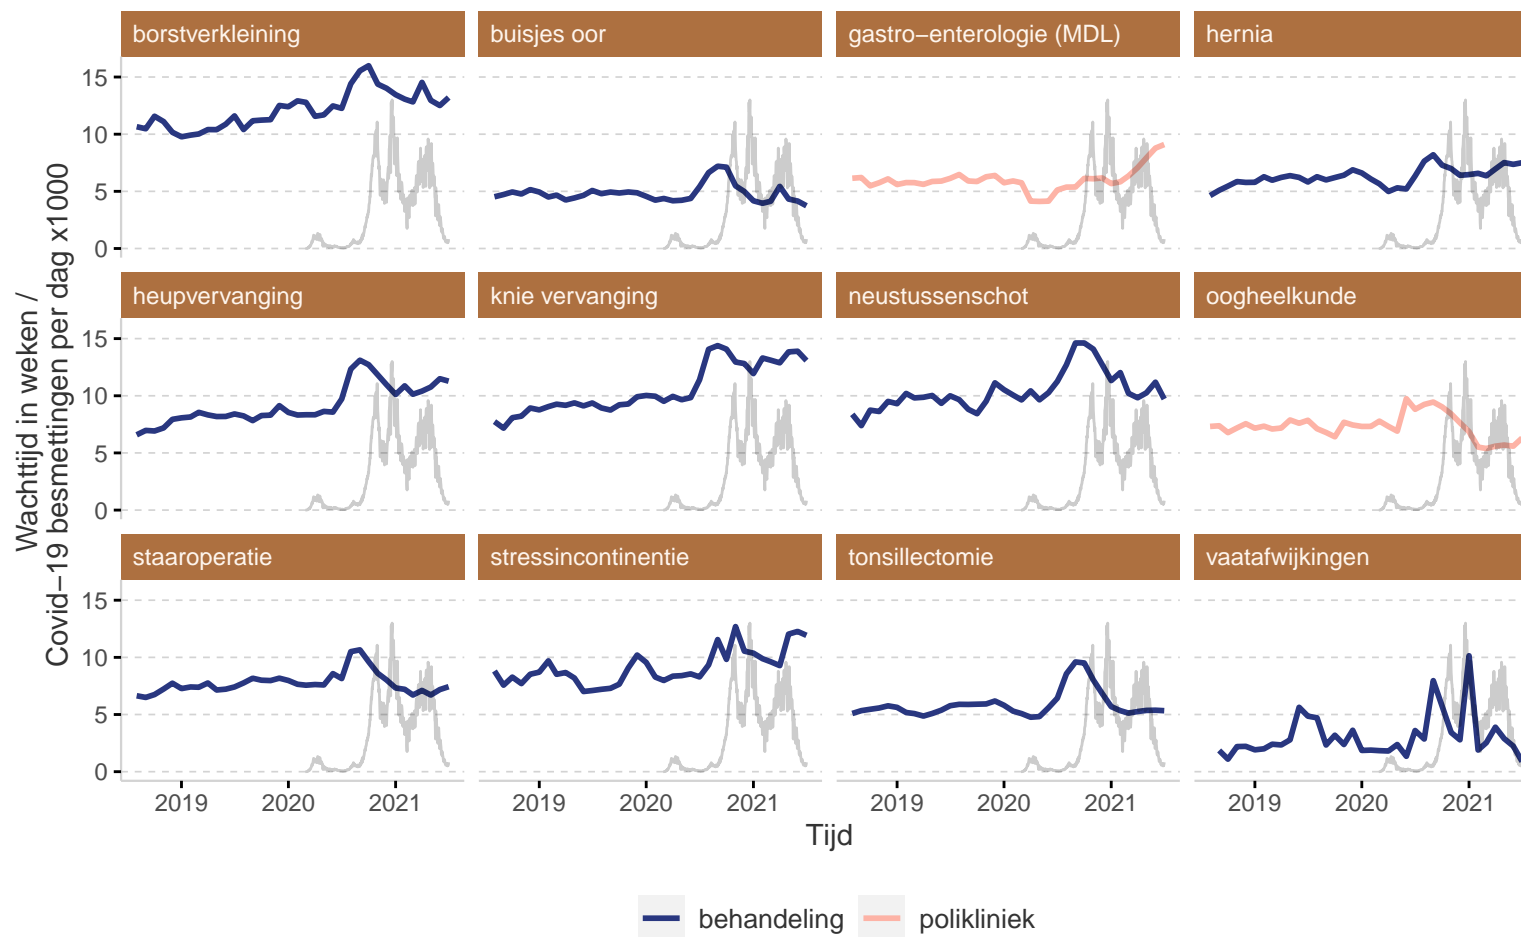 borstverkleining
buisjes oor
gastro−enterologie (MDL)
hernia
15
10
5
0
heupvervanging
knie vervanging
neustussenschot
oogheelkunde
15
10
5
0
staaroperatie
stressincontinentie
tonsillectomie
vaatafwijkingen
15
10
5
0
2019 2020 2021
2019 2020 2021
2019 2020 2021
2019 2020 2021
Wachttijd in weken /
Covid−19 besmettingen per dag x1000
Tijd
behandeling
polikliniek